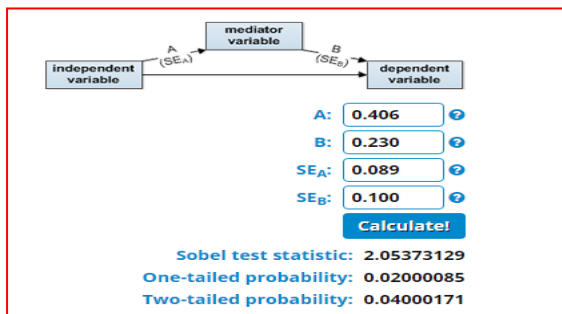 mediator
variable
A
(SEA)
B
(SEB)
independent
variable
dependent
variable
A: 0.406 ?
B: 0.230 ?
SEA: 0.089 ?
SEB: 0.100 ?
Calculate!
Sobel test statistic: 2.05373129
One-tailed probability: 0.02000085
Two-tailed probability: 0.04000171